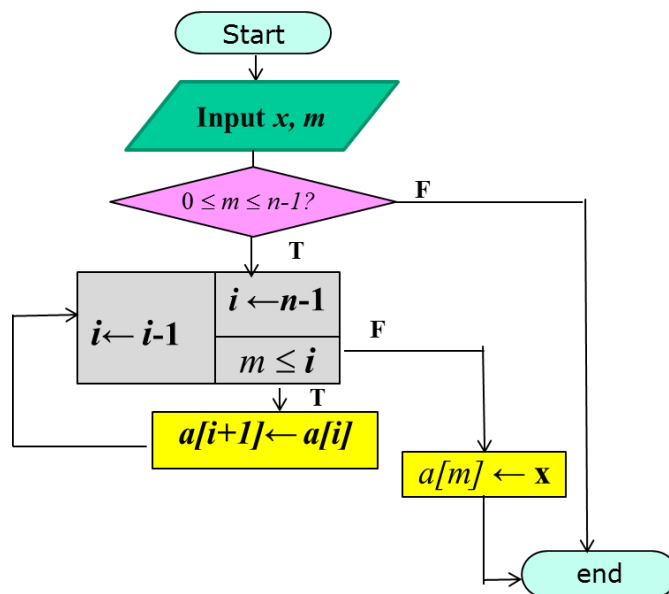 Start
Input x, m
0 ≤ m ≤ n-1?
F
T
i ←n-1
i← i-1
F
m ≤ i
T
a[i+1]← a[i]
a[m] ← x
end